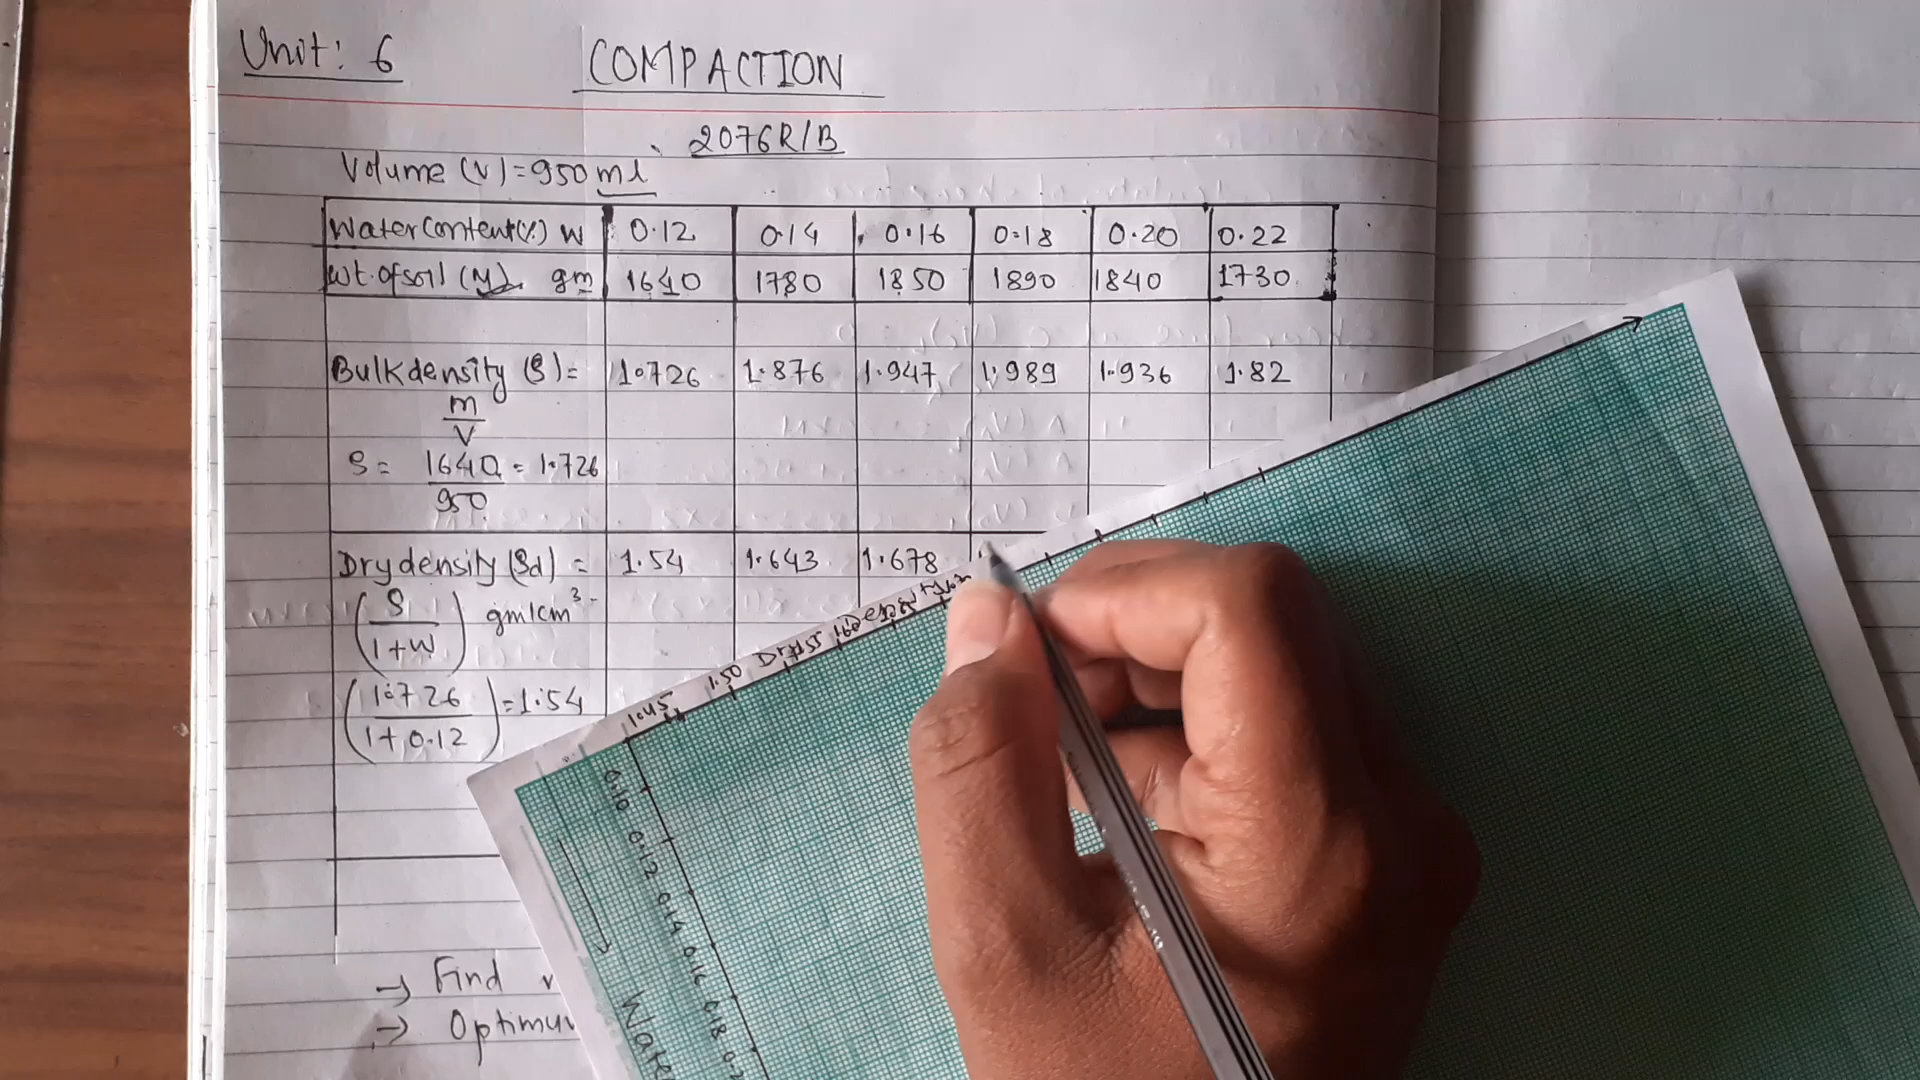 Unit: 6 COMPACTION
2076R/B
Volume (V)=950ml
Water Content(%) W 0.12 0.14 0.16 0.18 0.20 0.22
Wt. of soil (M) gm 1640 1780 1850 1890 1840 1730
Bulk density (ρ)= 1.726 1.876 1.947 1.989 1.936 1.82
m
V
ρ = 1640 = 1.726
950
Dry density (ρd) = 1.54 1.643 1.678
(ρ / 1+w) gm/cm³
(1.726 / 1+0.12) =1.54
→ Find
→ Optimu
1.45 1.50
0.10 0.12 0.14 0.16 0.18 0.2
Wate